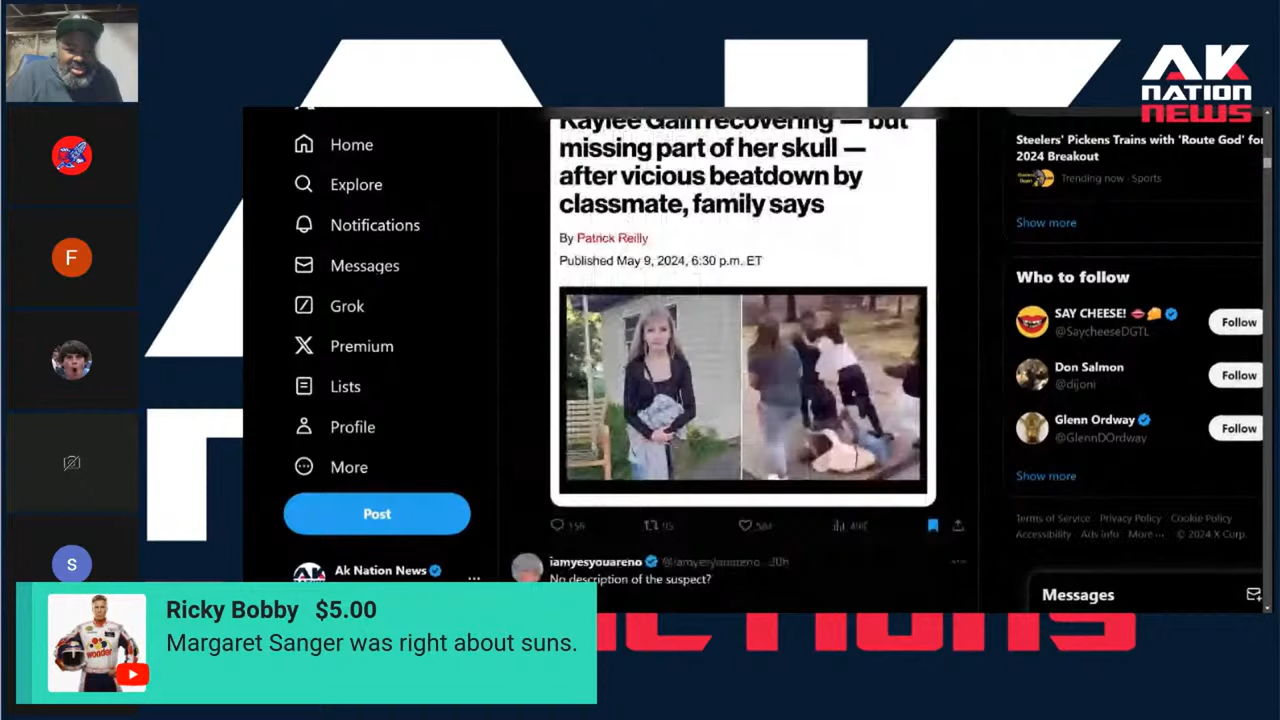 AK
NATION
NEWS
Home
Explore
Notifications
Messages
Grok
Premium
Lists
Profile
More
Post
Ak Nation News
Kaylee Gain recovering — but
missing part of her skull —
after vicious beatdown by
classmate, family says
By Patrick Reilly
Published May 9, 2024, 6:30 p.m. ET
iamyesyouareno
No description of the suspect?
Steelers' Pickens Trains with 'Route God' for
2024 Breakout
Trending now · Sports
Show more
Who to follow
SAY CHEESE!
@SaycheeseDGTL
Follow
Don Salmon
@dijoni
Follow
Glenn Ordway
@GlennDOrdway
Follow
Show more
Terms of Service Privacy Policy Cookie Policy
Accessibility Ads info More ··· © 2024 X Corp.
Messages
F
S
Ricky Bobby $5.00
Margaret Sanger was right about suns.